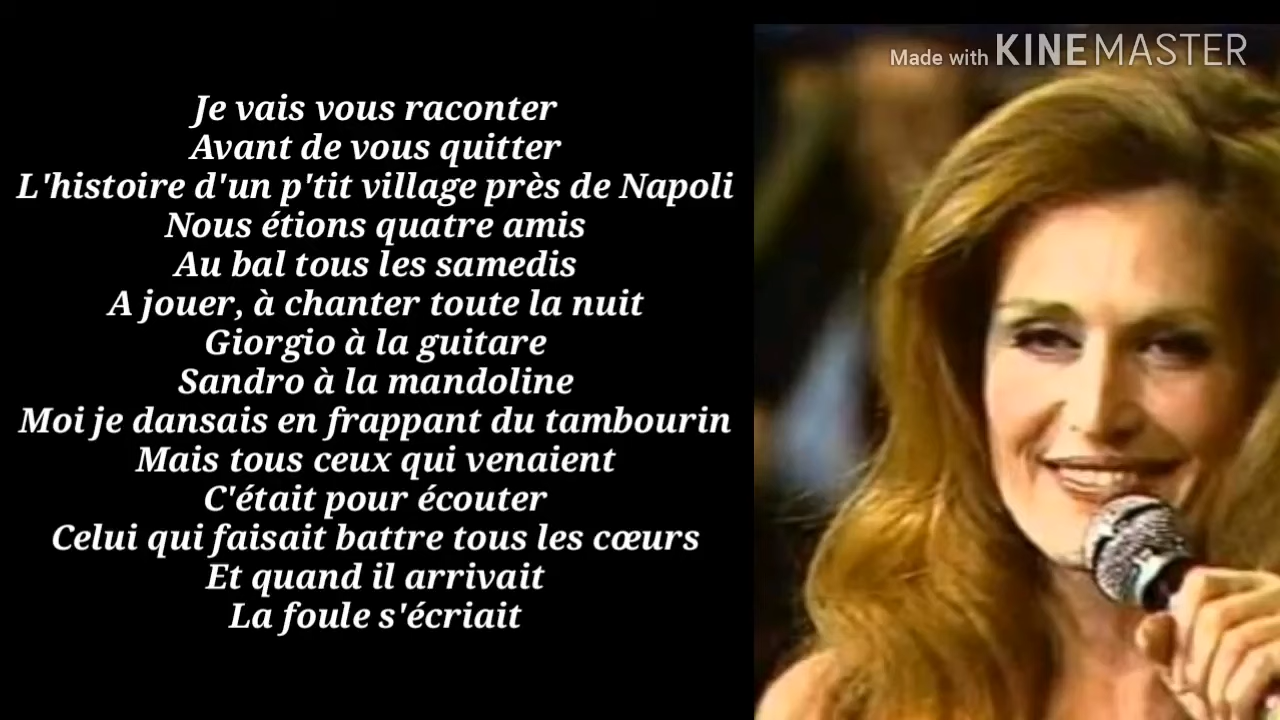 Made with KINEMASTER
Je vais vous raconter
Avant de vous quitter
L'histoire d'un p'tit village près de Napoli
Nous étions quatre amis
Au bal tous les samedis
A jouer, à chanter toute la nuit
Giorgio à la guitare
Sandro à la mandoline
Moi je dansais en frappant du tambourin
Mais tous ceux qui venaient
C'était pour écouter
Celui qui faisait battre tous les cœurs
Et quand il arrivait
La foule s'écriait